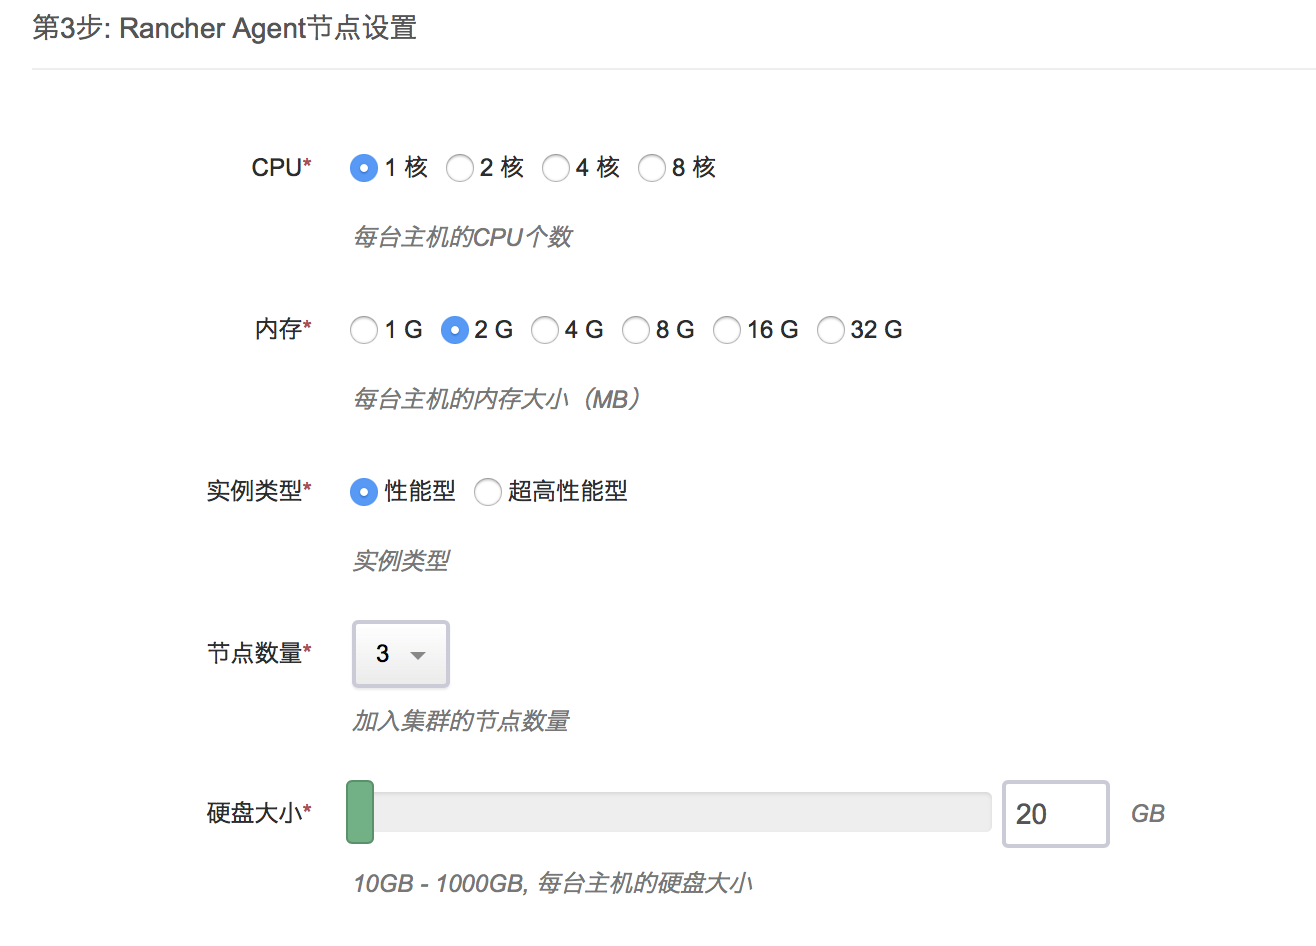 第3步: Rancher Agent节点设置
CPU* 1 核 2 核 4 核 8 核
每台主机的CPU个数
内存* 1 G 2 G 4 G 8 G 16 G 32 G
每台主机的内存大小（MB）
实例类型* 性能型 超高性能型
实例类型
节点数量* 3
加入集群的节点数量
硬盘大小* 20 GB
10GB - 1000GB, 每台主机的硬盘大小